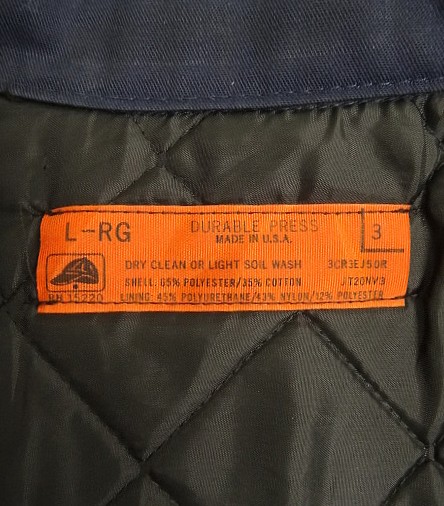 L-RG DURABLE PRESS 3
MADE IN U.S.A.
DRY CLEAN OR LIGHT SOIL WASH 3CR3EJ50R
SHELL: 65% POLYESTER/35% COTTON JT20NV3
RN 15220 LINING: 45% POLYURETHANE/43% NYLON/12% POLYESTER